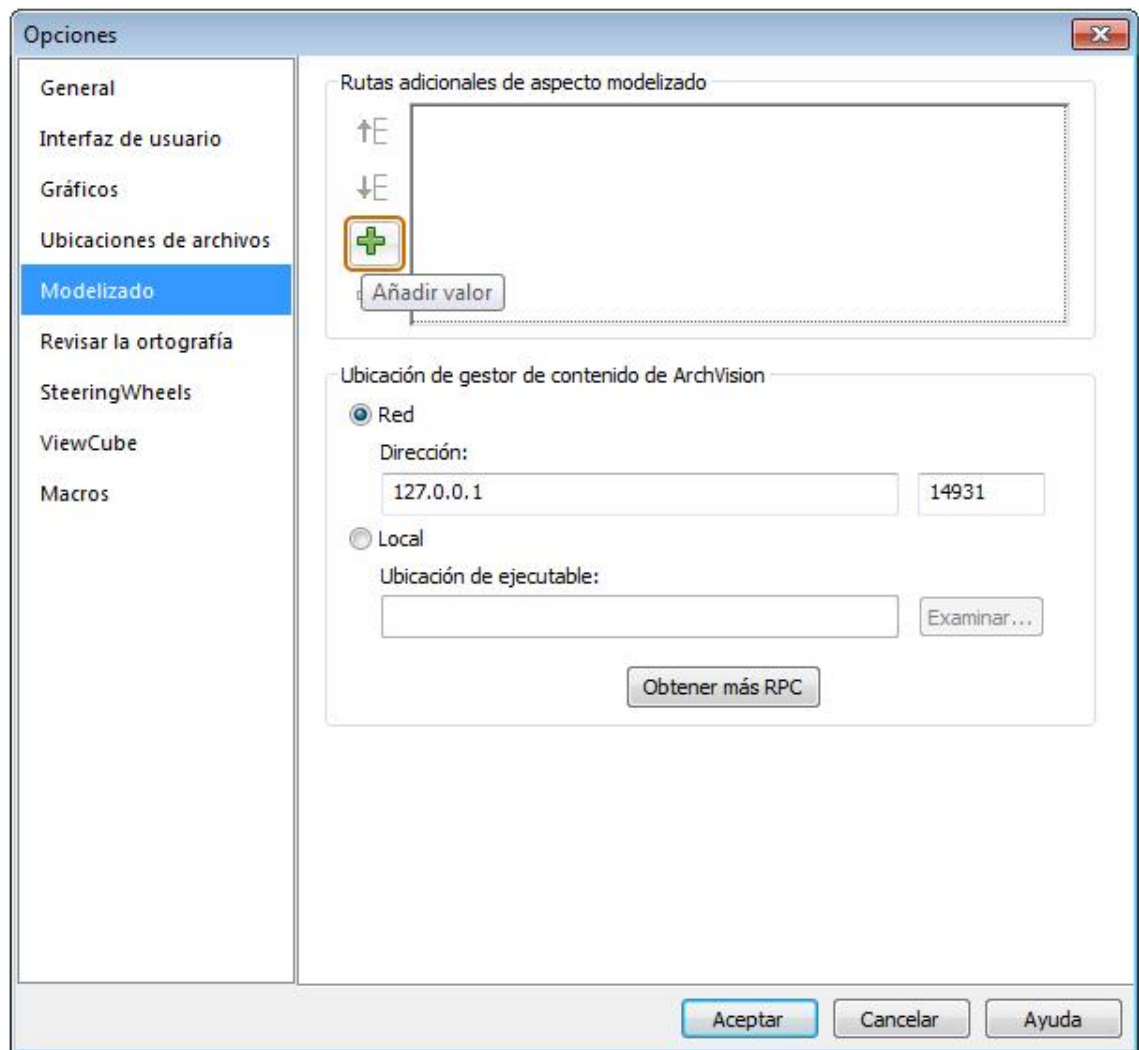 Opciones
General
Interfaz de usuario
Gráficos
Ubicaciones de archivos
Modelizado
Revisar la ortografía
SteeringWheels
ViewCube
Macros
Rutas adicionales de aspecto modelizado
Añadir valor
Ubicación de gestor de contenido de ArchVision
Red
Dirección:
127.0.0.1 14931
Local
Ubicación de ejecutable:
Examinar...
Obtener más RPC
Aceptar Cancelar Ayuda